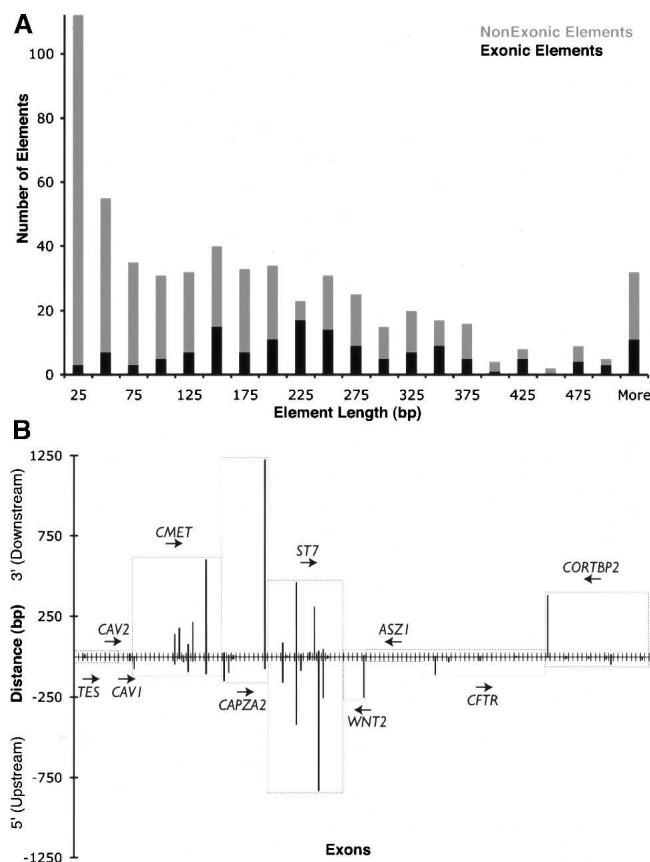 A
NonExonic Elements
Exonic Elements
Number of Elements
100
80
60
40
20
0
25 75 125 175 225 275 325 375 425 475 More
Element Length (bp)
B
1250
750
250
-250
-750
-1250
3' (Downstream)
Distance (bp)
5' (Upstream)
CMET
ST7
CORTBP2
CAV2
ASZ1
TES CAV1
CAPZA2
WNT2
CFTR
Exons